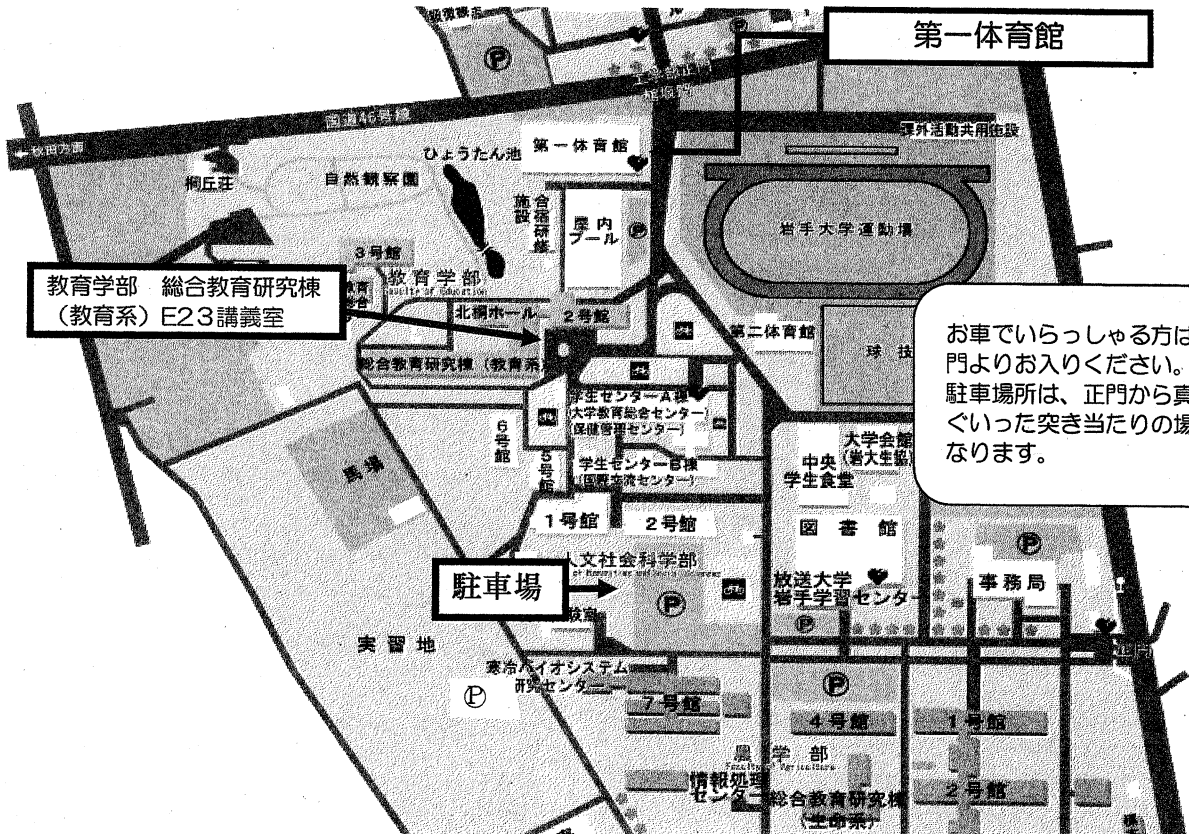 第一体育館
国道46号線
←秋田方面
桐丘荘
自然観察園
ひょうたん池
第一体育館
課外活動共用施設
合宿研修
施設
屋内
プール
岩手大学運動場
3号館
教育学部
Faculty of Education
教育学部 総合教育研究棟
(教育系)E23講義室
北桐ホール
2号館
総合教育研究棟(教育系)
第二体育館
球技
お車でいらっしゃる方は
門よりお入りください。
駐車場所は、正門から真
ぐいった突き当たりの場
なります。
学生センターA棟
(大学教育総合センター)
(保健管理センター)
6号館
5号館
学生センターB棟
(国際交流センター)
馬場
大学会館
(岩大生協)
中央
学生食堂
1号館
2号館
図書館
人文社会科学部
駐車場
P
放送大学
岩手学習センター
事務局
正門
実習地
寒冷バイオシステム
研究センター
P
7号館
4号館
1号館
農学部
Faculty of Agriculture
情報処理
センター
総合教育研究棟
(生命系)
2号館